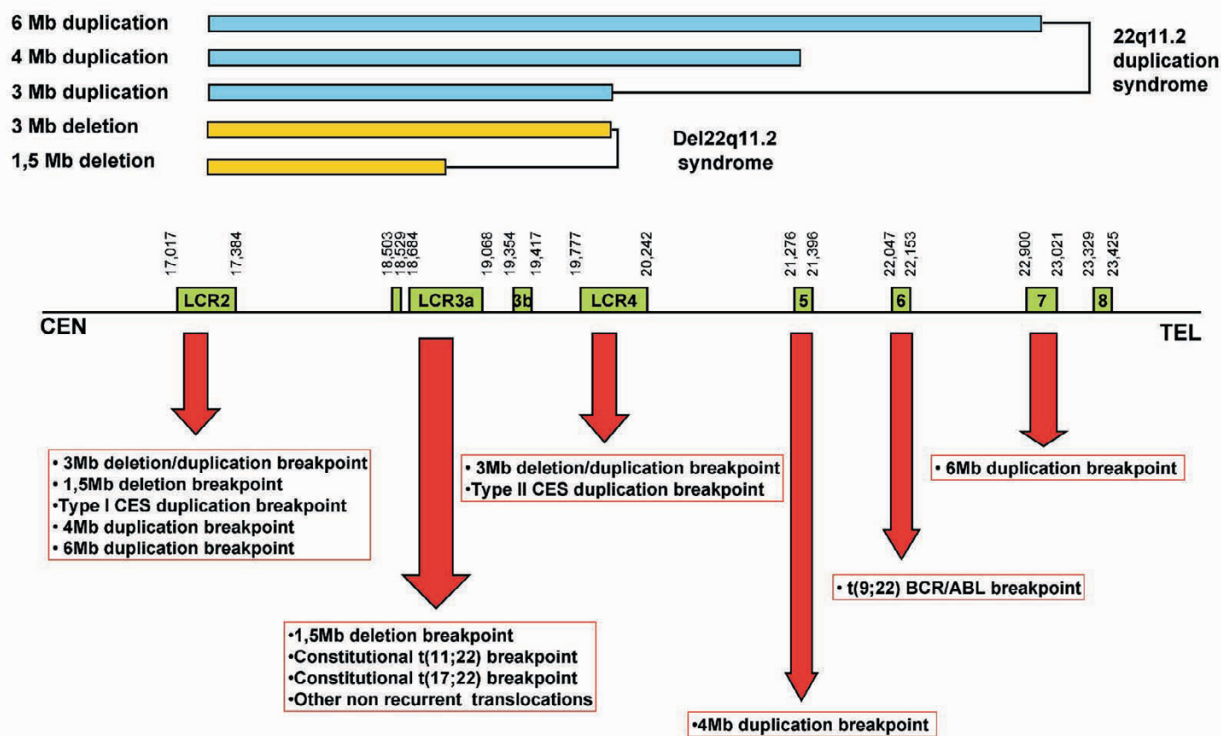 6 Mb duplication
4 Mb duplication
3 Mb duplication
3 Mb deletion
1,5 Mb deletion
22q11.2
duplication
syndrome
Del22q11.2
syndrome
17,017
17,384
18,503
18,529
18,684
19,068
19,354
19,417
19,777
20,242
21,276
21,396
22,047
22,153
22,900
23,021
23,329
23,425
LCR2
LCR3a
3b
LCR4
5
6
7
8
CEN
TEL
• 3Mb deletion/duplication breakpoint
• 1,5Mb deletion breakpoint
•Type I CES duplication breakpoint
• 4Mb duplication breakpoint
• 6Mb duplication breakpoint
•1,5Mb deletion breakpoint
•Constitutional t(11;22) breakpoint
•Constitutional t(17;22) breakpoint
•Other non recurrent translocations
• 3Mb deletion/duplication breakpoint
•Type II CES duplication breakpoint
•4Mb duplication breakpoint
• t(9;22) BCR/ABL breakpoint
• 6Mb duplication breakpoint